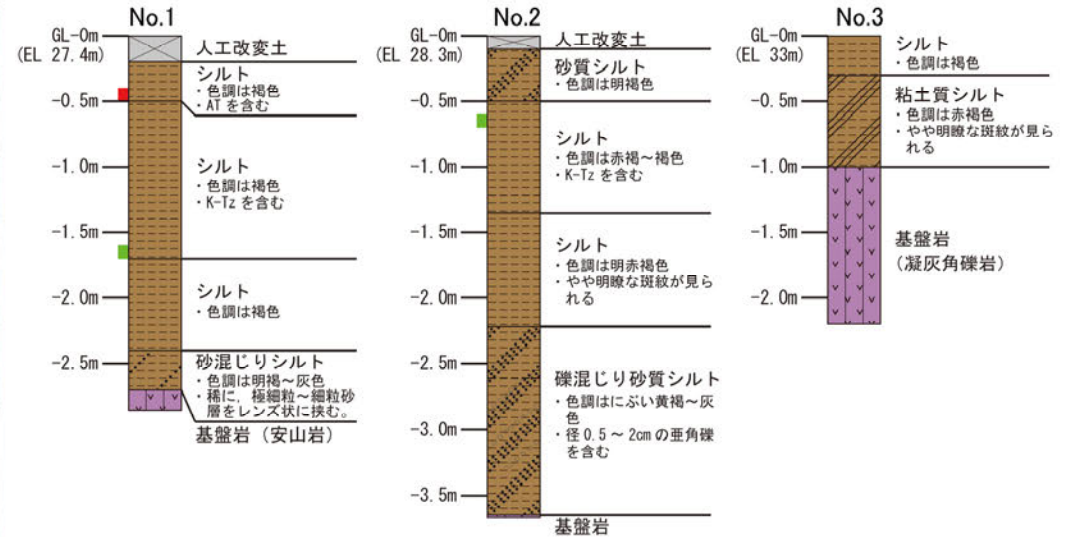 No.1
GL-0m
(EL 27.4m)
-0.5m
-1.0m
-1.5m
-2.0m
-2.5m
人工改変土
シルト
・色調は褐色
・ATを含む
シルト
・色調は褐色
・K-Tzを含む
シルト
・色調は褐色
砂混じりシルト
・色調は明褐～灰色
・稀に，極細粒～細粒砂
層をレンズ状に挟む。
基盤岩（安山岩）
No.2
GL-0m
(EL 28.3m)
-0.5m
-1.0m
-1.5m
-2.0m
-2.5m
-3.0m
-3.5m
人工改変土
砂質シルト
・色調は明褐色
シルト
・色調は赤褐～褐色
・K-Tzを含む
シルト
・色調は明赤褐色
・やや明瞭な斑紋が見ら
れる
礫混じり砂質シルト
・色調はにぶい黄褐～灰
色
・径0.5～2cmの亜角礫
を含む
基盤岩
No.3
GL-0m
(EL 33m)
-0.5m
-1.0m
-1.5m
-2.0m
シルト
・色調は褐色
粘土質シルト
・色調は赤褐色
・やや明瞭な斑紋が見ら
れる
基盤岩
（凝灰角礫岩）